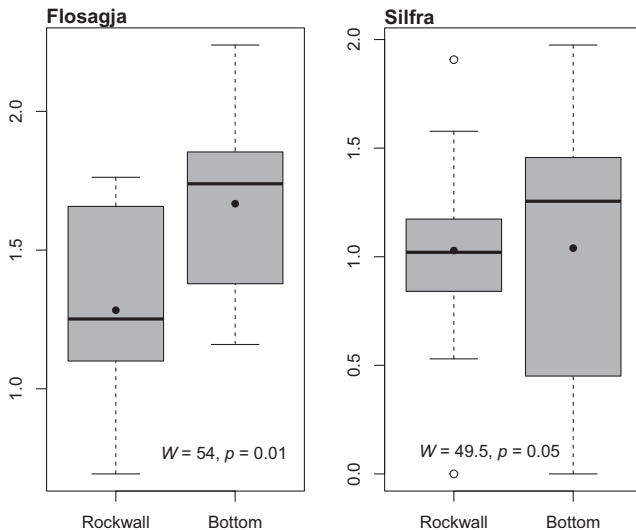 Flosagja
2.0
1.5
1.0
W = 54, p = 0.01
Rockwall Bottom
Silfra
2.0
1.5
1.0
0.5
0.0
W = 49.5, p = 0.05
Rockwall Bottom